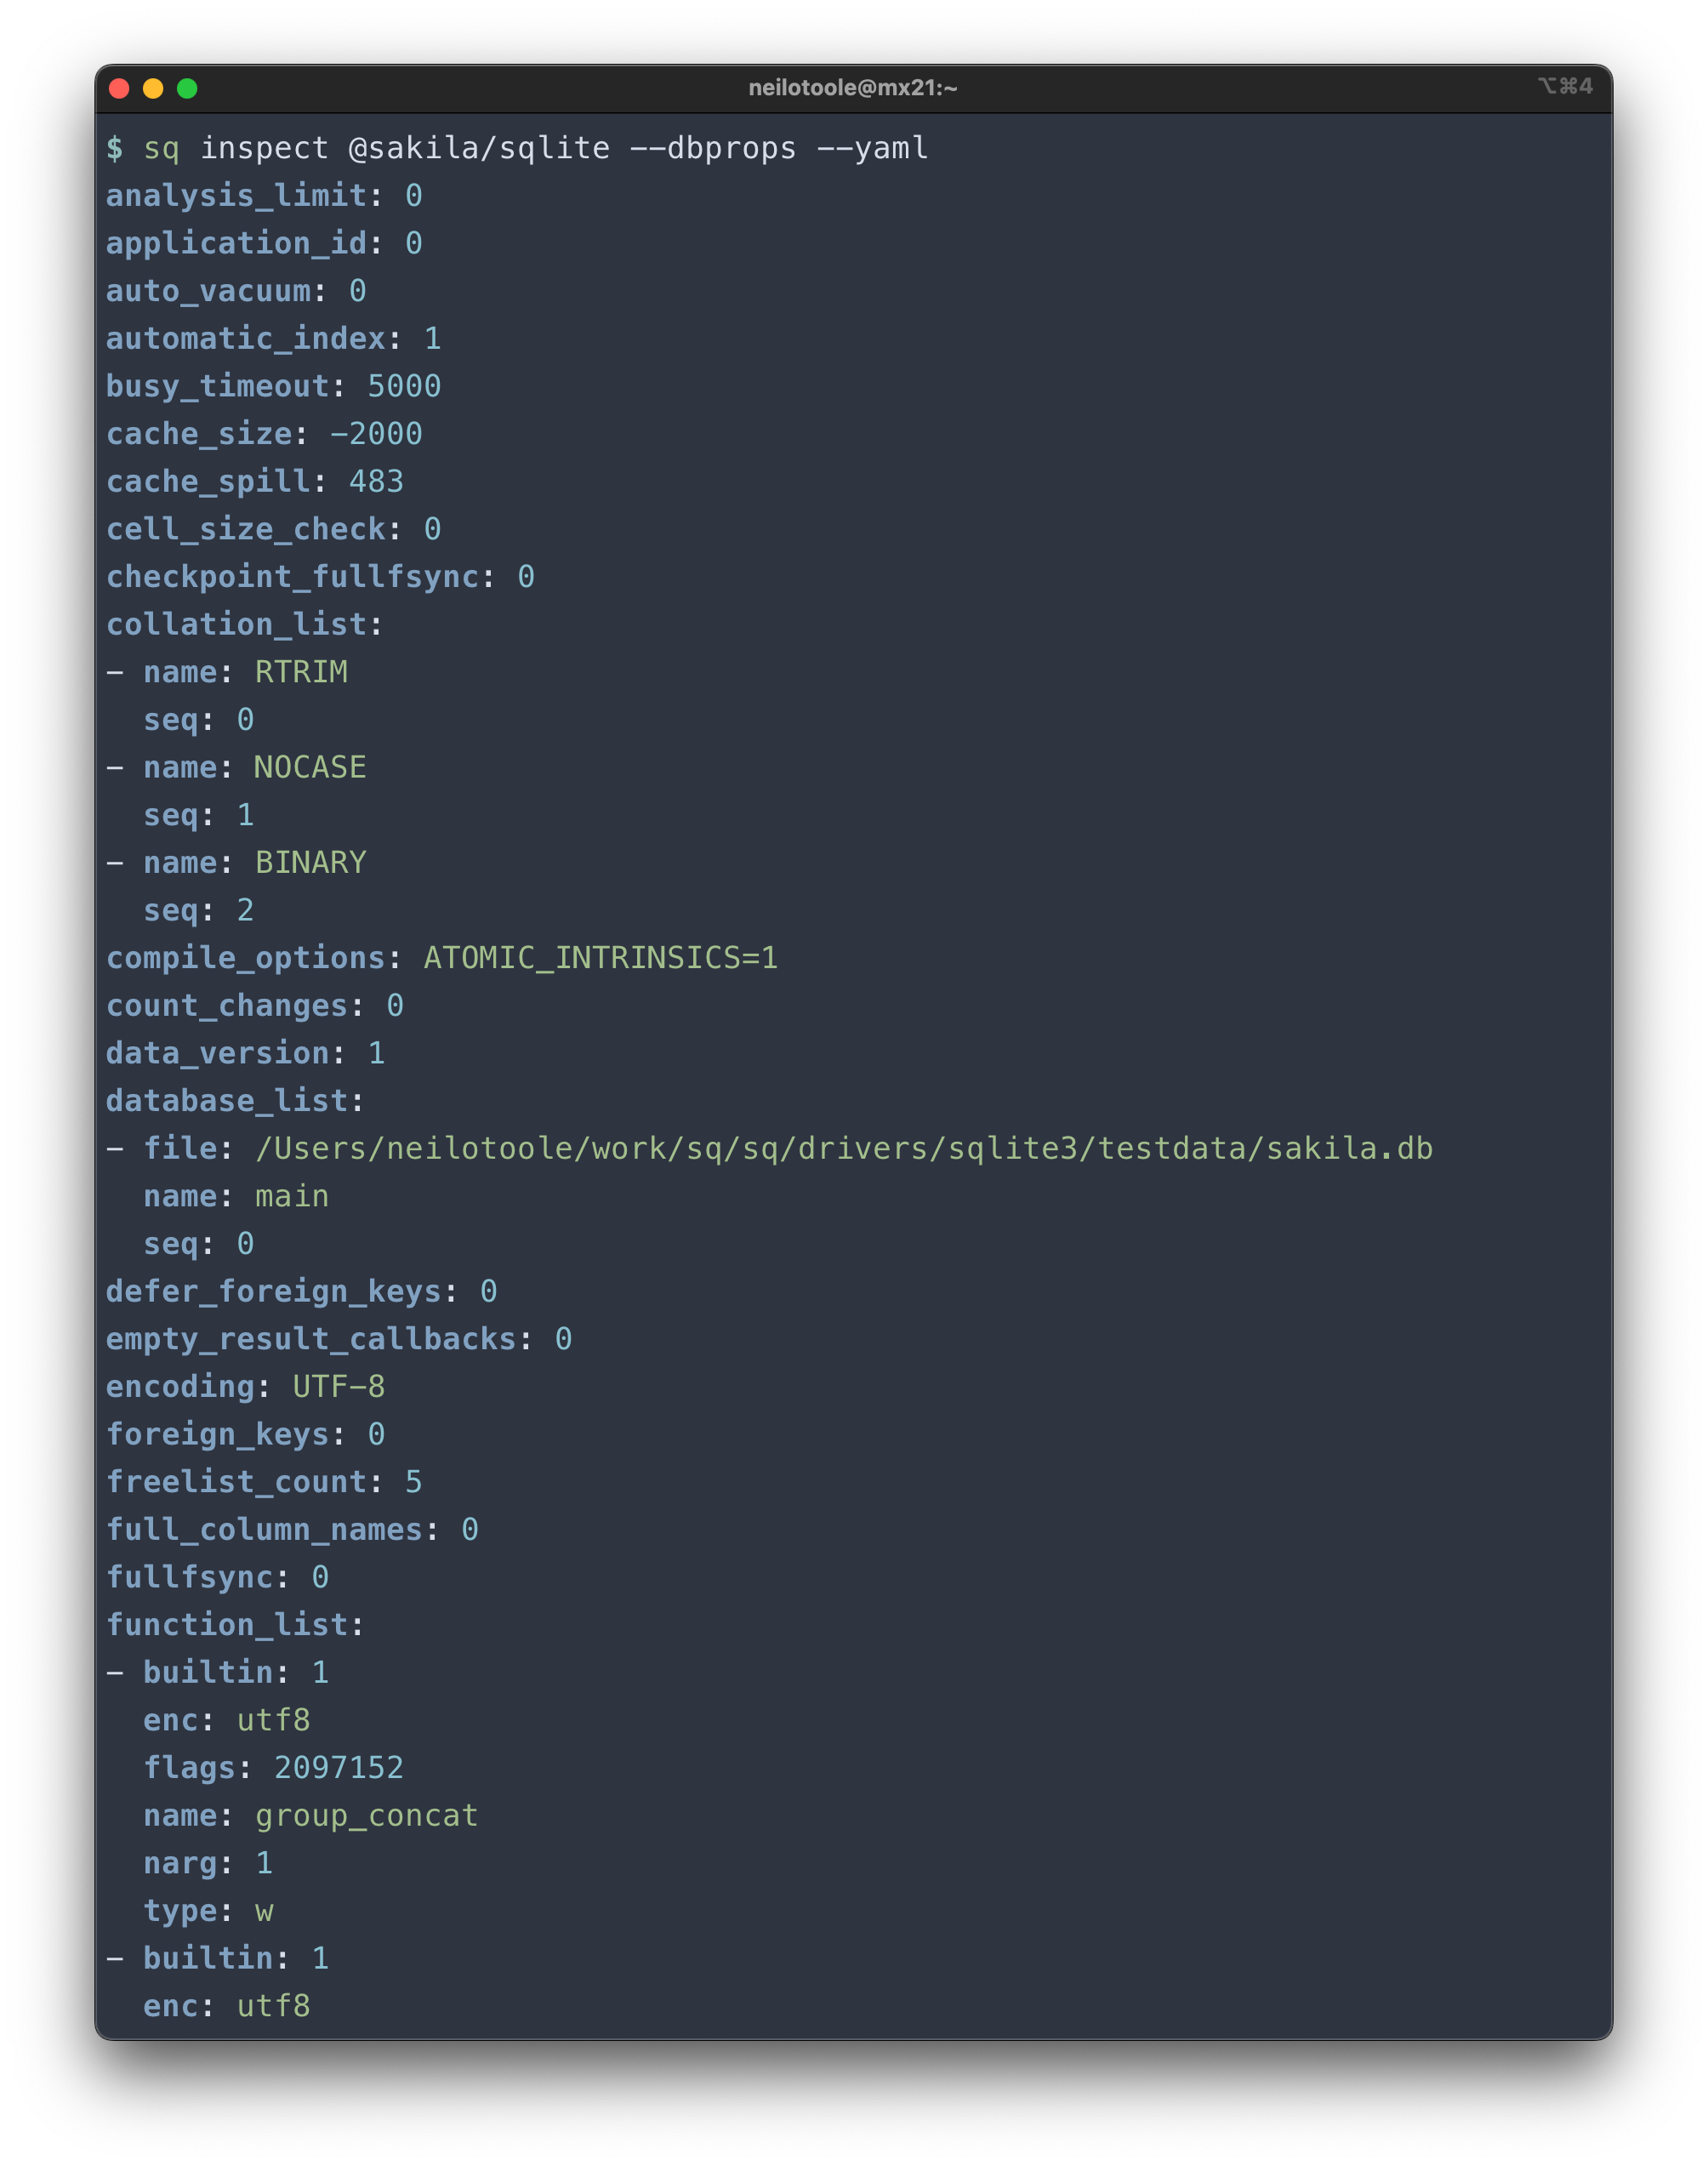 neilotoole@mx21:~
⌥⌘4
$ sq inspect @sakila/sqlite --dbprops --yaml
analysis_limit: 0
application_id: 0
auto_vacuum: 0
automatic_index: 1
busy_timeout: 5000
cache_size: -2000
cache_spill: 483
cell_size_check: 0
checkpoint_fullfsync: 0
collation_list:
- name: RTRIM
  seq: 0
- name: NOCASE
  seq: 1
- name: BINARY
  seq: 2
compile_options: ATOMIC_INTRINSICS=1
count_changes: 0
data_version: 1
database_list:
- file: /Users/neilotoole/work/sq/sq/drivers/sqlite3/testdata/sakila.db
  name: main
  seq: 0
defer_foreign_keys: 0
empty_result_callbacks: 0
encoding: UTF-8
foreign_keys: 0
freelist_count: 5
full_column_names: 0
fullfsync: 0
function_list:
- builtin: 1
  enc: utf8
  flags: 2097152
  name: group_concat
  narg: 1
  type: w
- builtin: 1
  enc: utf8